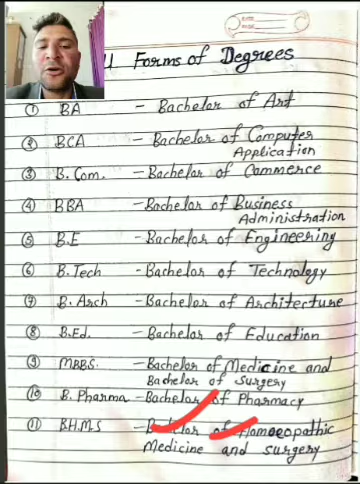 Forms of Degrees
① BA - Bachelor of Art
② BCA - Bachelor of Computer
Application
③ B.Com. - Bachelor of Commerce
④ BBA - Bachelor of Business
Administration
⑤ B.E - Bachelor of Engineering
⑥ B.Tech - Bachelor of Technology
⑦ B.Arch - Bachelor of Architecture
⑧ B.Ed. - Bachelor of Education
⑨ MBBS. - Bachelor of Medicine and
Bachelor of Surgery
⑩ B. Pharma - Bachelor of Pharmacy
⑪ B.H.M.S - Bachelor of Homoeopathic
Medicine and surgery